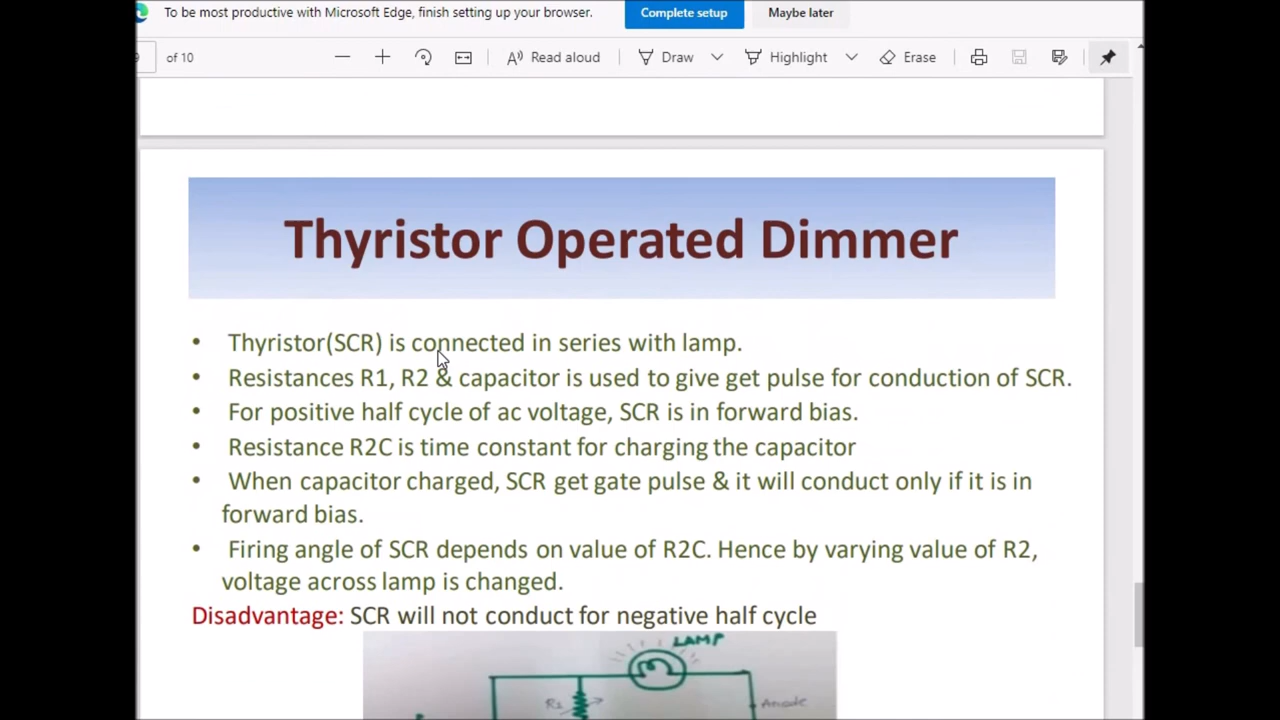 To be most productive with Microsoft Edge, finish setting up your browser.
Complete setup
Maybe later
9 of 10
Read aloud
Draw
Highlight
Erase
Thyristor Operated Dimmer
• Thyristor(SCR) is connected in series with lamp.
• Resistances R1, R2 & capacitor is used to give get pulse for conduction of SCR.
• For positive half cycle of ac voltage, SCR is in forward bias.
• Resistance R2C is time constant for charging the capacitor
• When capacitor charged, SCR get gate pulse & it will conduct only if it is in
forward bias.
• Firing angle of SCR depends on value of R2C. Hence by varying value of R2,
voltage across lamp is changed.
Disadvantage: SCR will not conduct for negative half cycle
LAMP
Anode